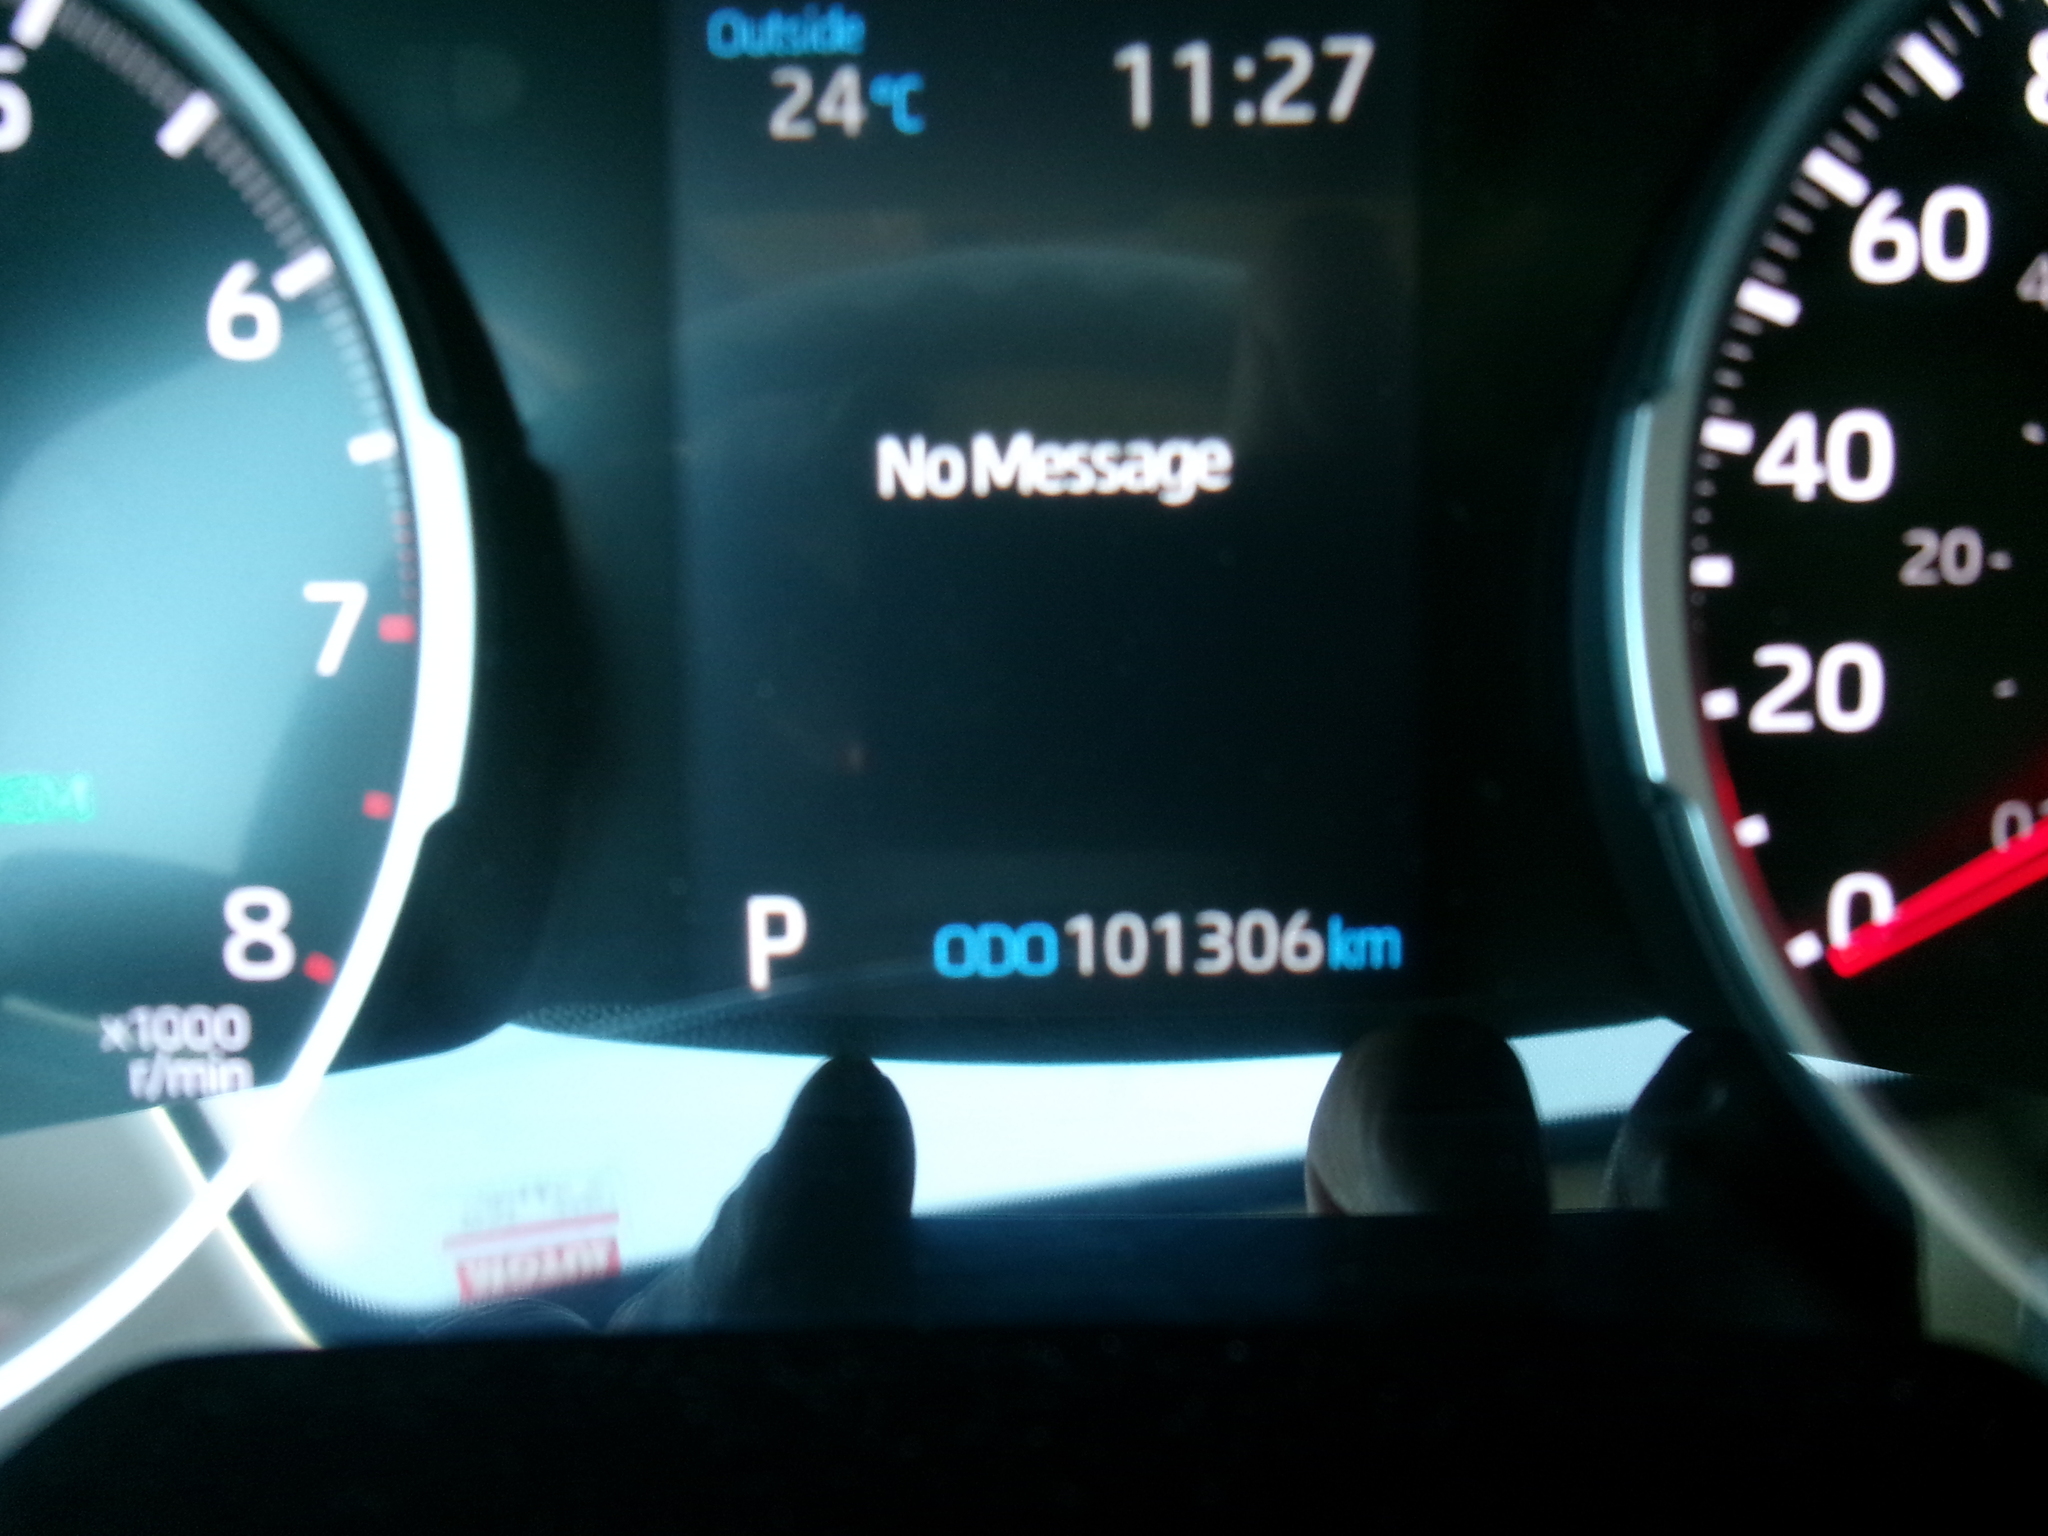 Outside
24°C 11:27
No Message
P ODO 101306 km
6
7
8
x1000
r/min
60
40
20-
20
0